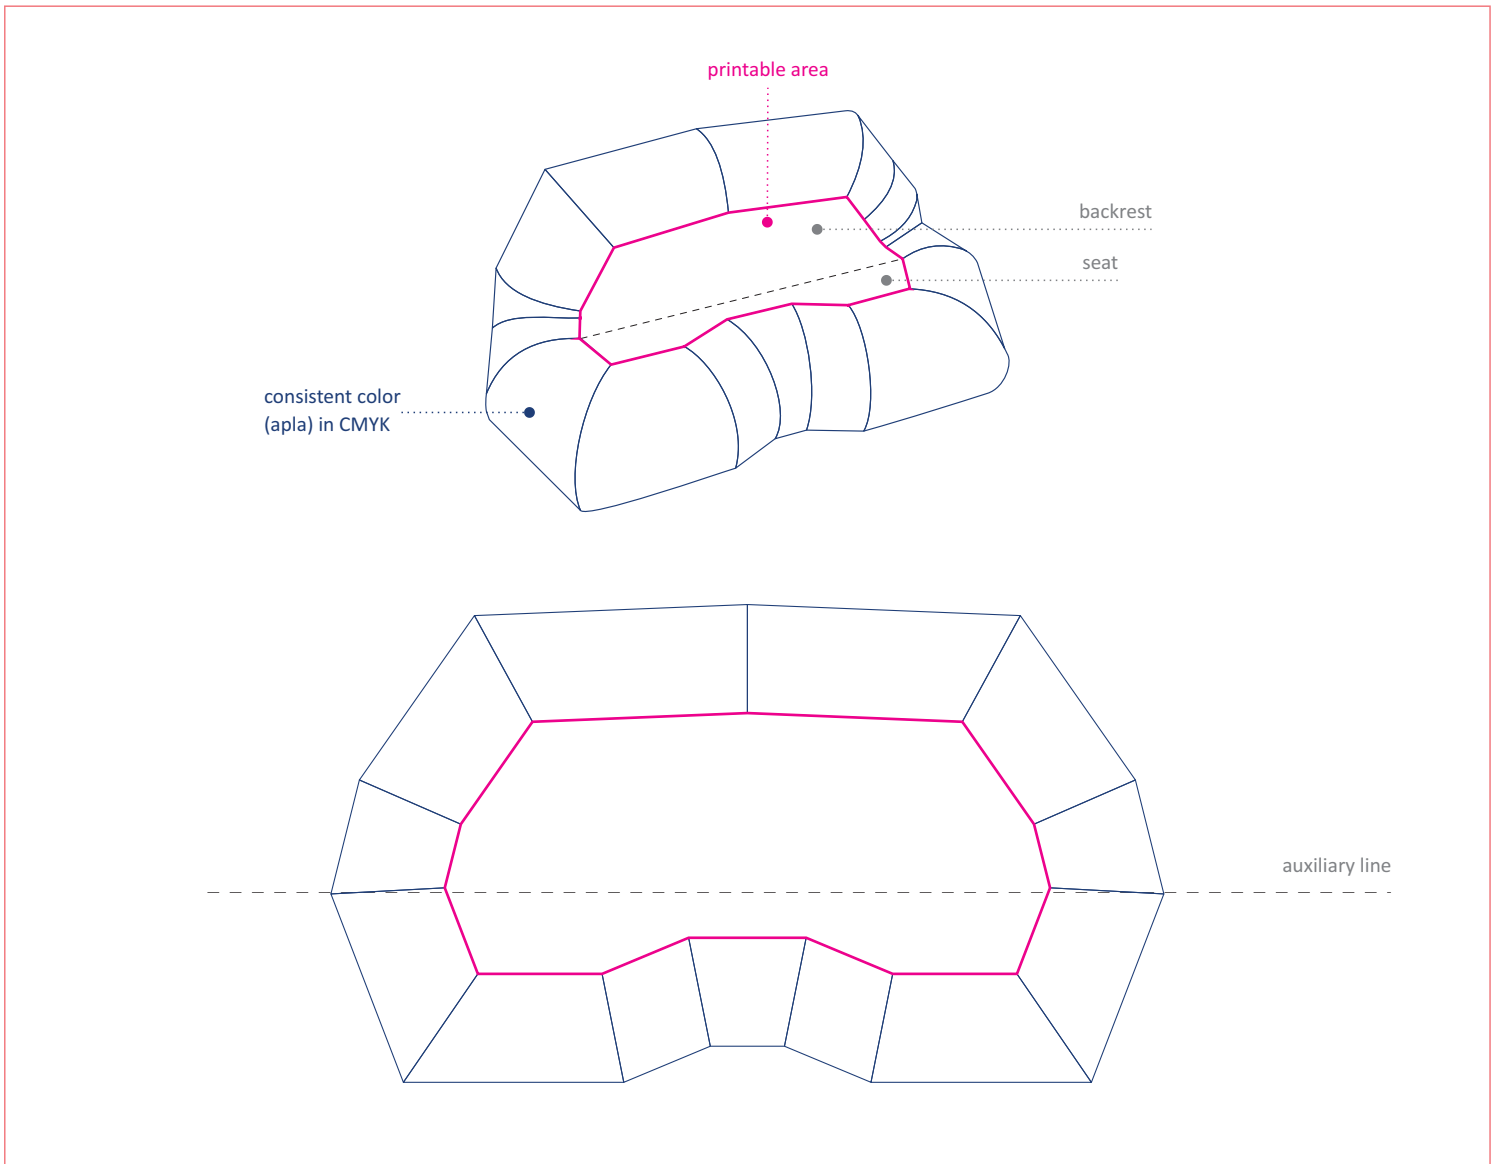 printable area
backrest
seat
consistent color
(apla) in CMYK
auxiliary line